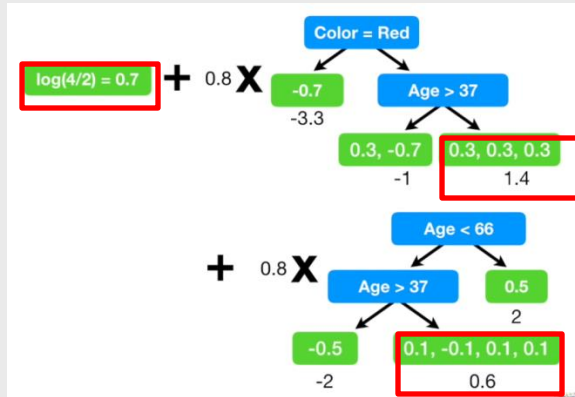 Color = Red
log(4/2) = 0.7 + 0.8 X -0.7 Age > 37
-3.3
0.3, -0.7 0.3, 0.3, 0.3
-1 1.4
Age < 66
+ 0.8 X Age > 37 0.5
2
-0.5 0.1, -0.1, 0.1, 0.1
-2 0.6